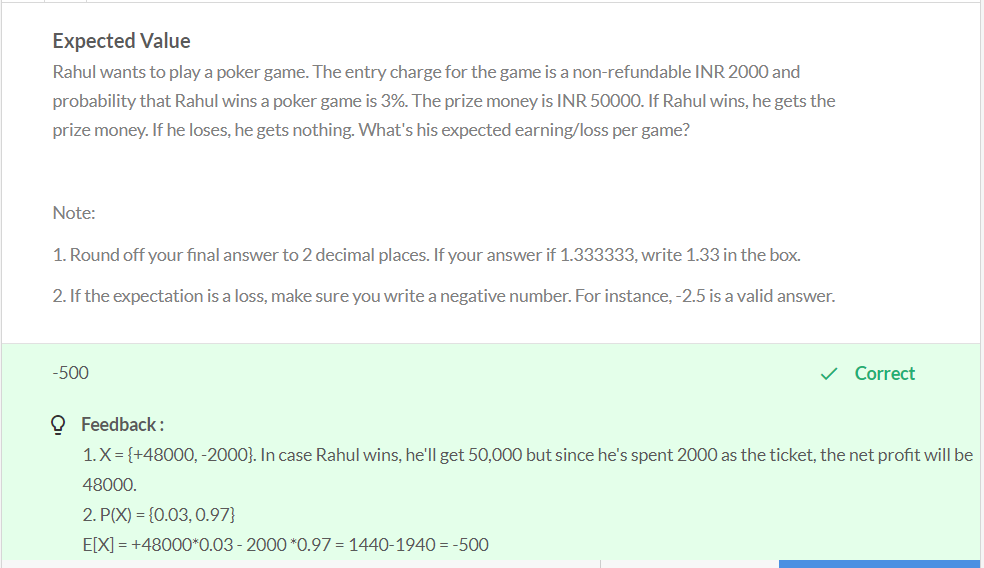 Expected Value
Rahul wants to play a poker game. The entry charge for the game is a non-refundable INR 2000 and
probability that Rahul wins a poker game is 3%. The prize money is INR 50000. If Rahul wins, he gets the
prize money. If he loses, he gets nothing. What's his expected earning/loss per game?
Note:
1. Round off your final answer to 2 decimal places. If your answer if 1.333333, write 1.33 in the box.
2. If the expectation is a loss, make sure you write a negative number. For instance, -2.5 is a valid answer.
-500
Correct
Feedback :
1. X = {+48000, -2000}. In case Rahul wins, he'll get 50,000 but since he's spent 2000 as the ticket, the net profit will be
48000.
2. P(X) = {0.03, 0.97}
E[X] = +48000*0.03 - 2000 *0.97 = 1440-1940 = -500